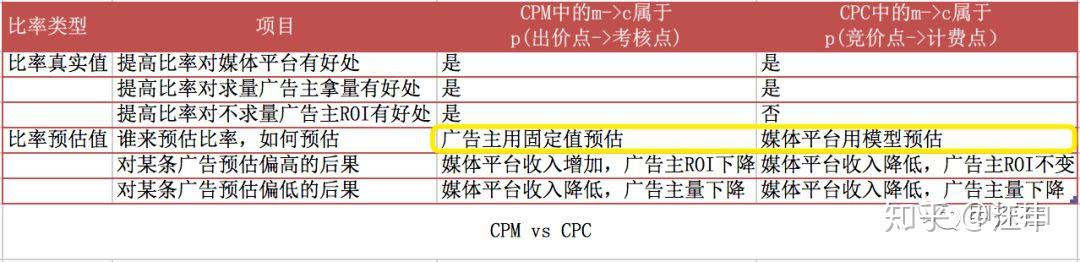 比率类型 项目 CPM中的m->c属于 CPC中的m->c属于
p(出价点->考核点) p(竞价点->计费点)
比率真实值 提高比率对媒体平台有好处 是 是
提高比率对求量广告主拿量有好处 是 是
提高比率对不求量广告主ROI有好处 是 否
比率预估值 谁来预估比率，如何预估 广告主用固定值预估 媒体平台用模型预估
对某条广告预估偏高的后果 媒体平台收入增加，广告主ROI下降 媒体平台收入降低，广告主ROI不变
对某条广告预估偏低的后果 媒体平台收入降低，广告主量下降 媒体平台收入降低，广告主量下降
CPM vs CPC
知乎 @汪申